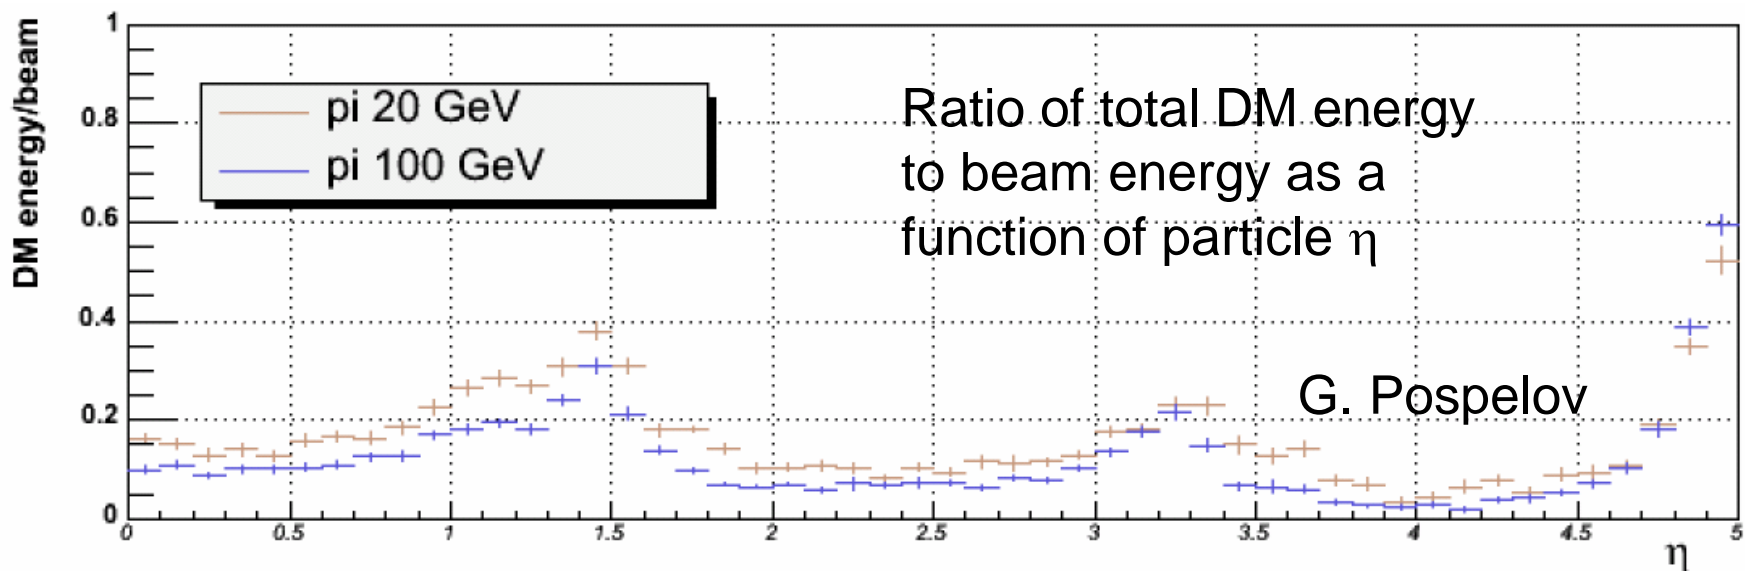 DM energy/beam
1
0.8
0.6
0.4
0.2
0
pi 20 GeV
pi 100 GeV
Ratio of total DM energy
to beam energy as a
function of particle η
G. Pospelov
0 0.5 1 1.5 2 2.5 3 3.5 4 4.5 5
η